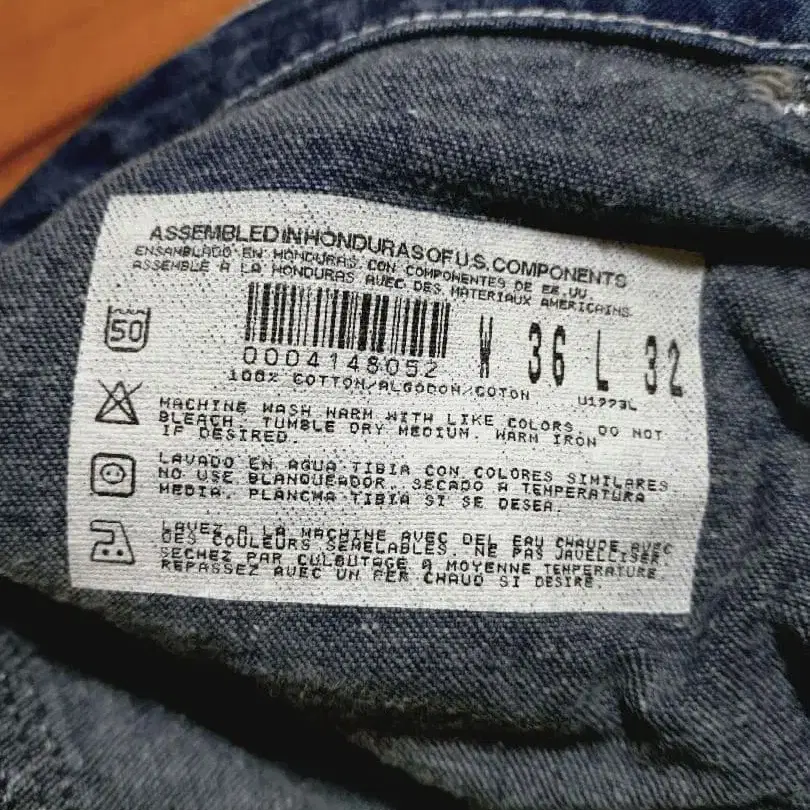 ASSEMBLED IN HONDURAS OF U.S. COMPONENTS
ENSAMBLADO EN HONDURAS CON COMPONENTES DE EE.UU.
ASSEMBLE A LA HONDURAS AVEC DES MATERIAUX AMERICAINS
50
0004148052
W 36 L 32
100% COTTON/ALGODON/COTON
MACHINE WASH WARM WITH LIKE COLORS. DO NOT
BLEACH. TUMBLE DRY MEDIUM. WARM IRON
IF DESIRED.
LAVADO EN AGUA TIBIA CON COLORES SIMILARES.
NO USE BLANQUEADOR. SECADO A TEMPERATURA
MEDIA. PLANCHA TIBIA SI SE DESEA.
LAVEZ A LA MACHINE AVEC DEL EAU CHAUDE AVEC
DES COULEURS SEMELABLES. NE PAS JAVELLISER.
SECHEZ PAR CULBUTAGE A MOYENNE TEMPERATURE.
REPASSEZ AVEC UN FER CHAUD SI DESIRE.